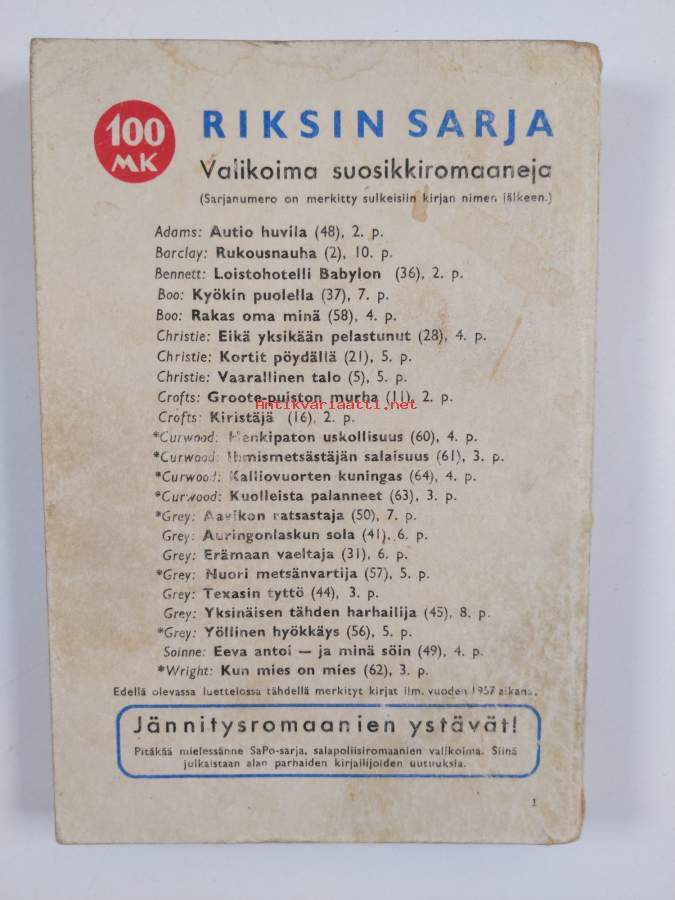 100
MK
RIKSIN SARJA
Valikoima suosikkiromaaneja
(Sarjanumero on merkitty sulkeisiin kirjan nimen jälkeen.)
Adams: Autio huvila (48), 2. p.
Barclay: Rukousnauha (2), 10. p.
Bennett: Loistohotelli Babylon (36), 2. p.
Boo: Kyökin puolella (37), 7. p.
Boo: Rakas oma minä (58), 4. p.
Christie: Eikä yksikään pelastunut (28), 4. p.
Christie: Kortit pöydällä (21), 5. p.
Christie: Vaarallinen talo (5), 5. p.
Crofts: Groote-puiston murha (11), 2. p.
Antikvariaatti.net
Crofts: Kiristäjä (16), 2. p.
*Curwood: Henkipaton uskollisuus (60), 4. p.
*Curwood: Ihmismetsästäjän salaisuus (61), 3. p.
*Curwood: Kalliovuorten kuningas (64), 4. p.
*Curwood: Kuolleista palanneet (63), 3. p.
*Grey: Aavikon ratsastaja (50), 7. p.
Grey: Auringonlaskun sola (41), 6. p.
Grey: Erämaan vaeltaja (31), 6. p.
*Grey: Nuori metsänvartija (57), 5. p.
Grey: Texasin tyttö (44), 3. p.
Grey: Yksinäisen tähden harhailija (45), 8. p.
*Grey: Yöllinen hyökkäys (56), 5. p.
Soinne: Eeva antoi — ja minä söin (49), 4. p.
*Wright: Kun mies on mies (62), 3. p.
Edellä olevassa luettelossa tähdellä merkityt kirjat ilm. vuoden 1957 aikana.
Jännitysromaanien ystävät!
Pitäkää mielessänne SaPo-sarja, salapoliisiromaanien valikoima. Siinä
julkaistaan alan parhaiden kirjailijoiden uutuuksia.
1